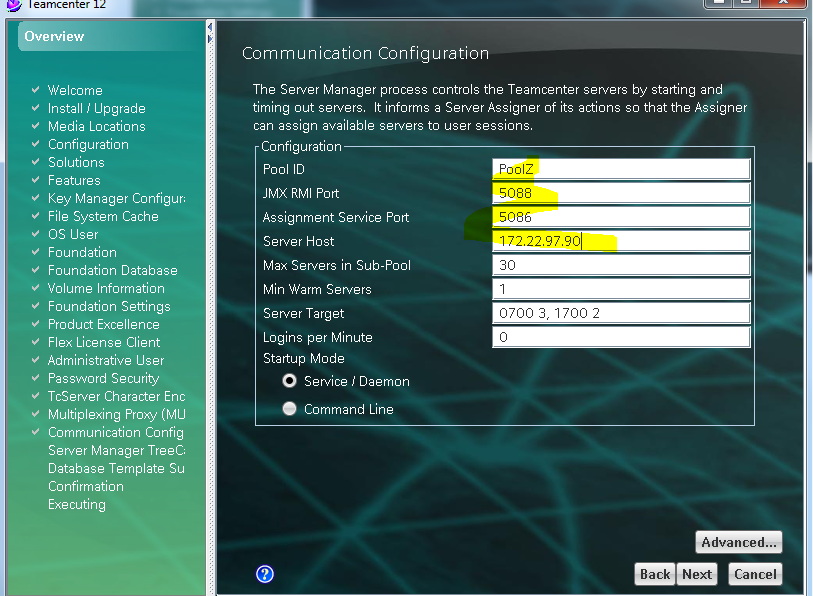 Teamcenter 12
Overview
Welcome
Install / Upgrade
Media Locations
Configuration
Solutions
Features
Key Manager Configur
File System Cache
OS User
Foundation
Foundation Database
Volume Information
Foundation Settings
Product Excellence
Flex License Client
Administrative User
Password Security
TcServer Character Enc
Multiplexing Proxy (MU
Communication Config
Server Manager TreeC
Database Template Su
Confirmation
Executing
Communication Configuration
The Server Manager process controls the Teamcenter servers by starting and
timing out servers. It informs a Server Assigner of its actions so that the Assigner
can assign available servers to user sessions.
Configuration
Pool ID PoolZ
JMX RMI Port 5088
Assignment Service Port 5086
Server Host 172.22.97.90
Max Servers in Sub-Pool 30
Min Warm Servers 1
Server Target 0700 3, 1700 2
Logins per Minute 0
Startup Mode
Service / Daemon
Command Line
Advanced...
? Back Next Cancel